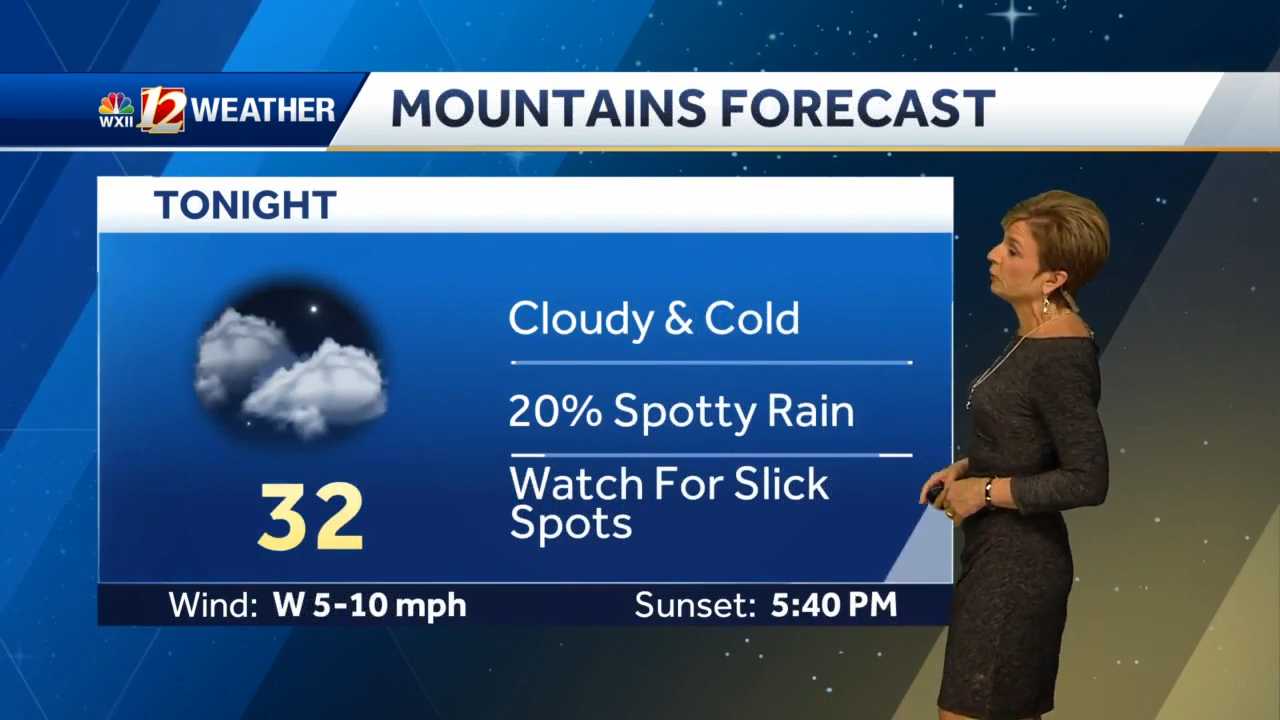 WXII 12 WEATHER
MOUNTAINS FORECAST
TONIGHT
Cloudy & Cold
20% Spotty Rain
Watch For Slick
Spots
32
Wind: W 5-10 mph
Sunset: 5:40 PM